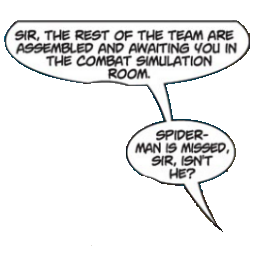 SIR, THE REST OF THE TEAM ARE
ASSEMBLED AND AWAITING YOU IN
THE COMBAT SIMULATION
ROOM.
SPIDER-
MAN IS MISSED,
SIR, ISN'T
HE?